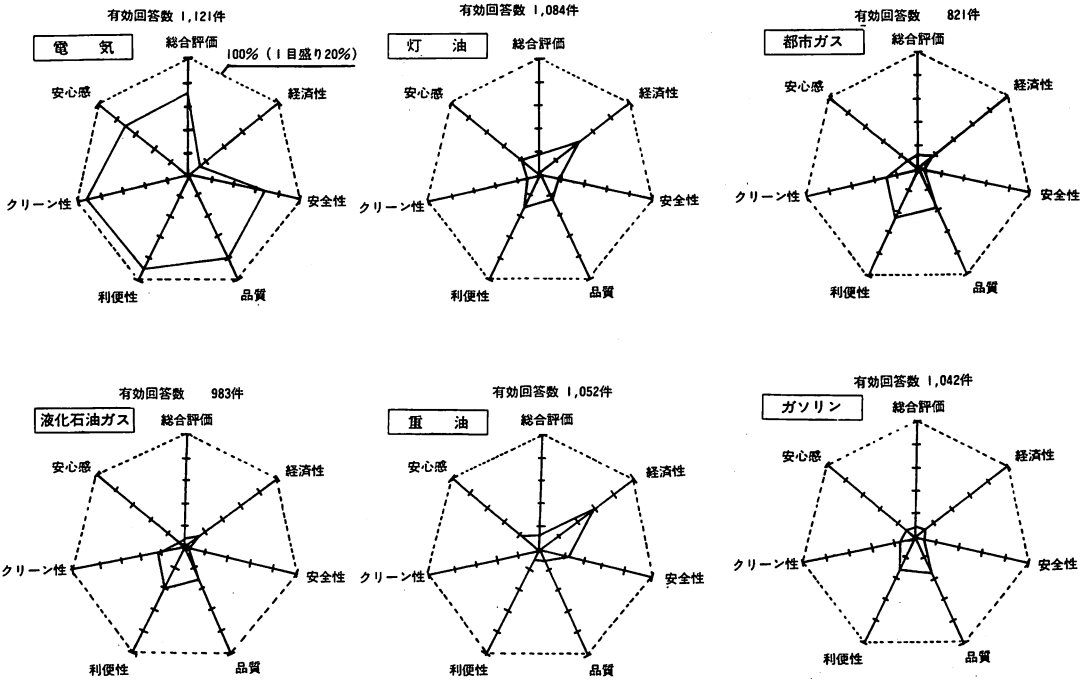 有効回答数 1,121件
電 気
総合評価
100% (1目盛り20%)
経済性
安全性
品質
利便性
クリーン性
安心感
有効回答数 1,084件
灯 油
総合評価
経済性
安全性
品質
利便性
クリーン性
安心感
有効回答数 821件
都市ガス
総合評価
経済性
安全性
品質
利便性
クリーン性
安心感
有効回答数 983件
液化石油ガス
総合評価
経済性
安全性
品質
利便性
クリーン性
安心感
有効回答数 1,052件
重 油
総合評価
経済性
安全性
品質
利便性
クリーン性
安心感
有効回答数 1,042件
ガソリン
総合評価
経済性
安全性
品質
利便性
クリーン性
安心感